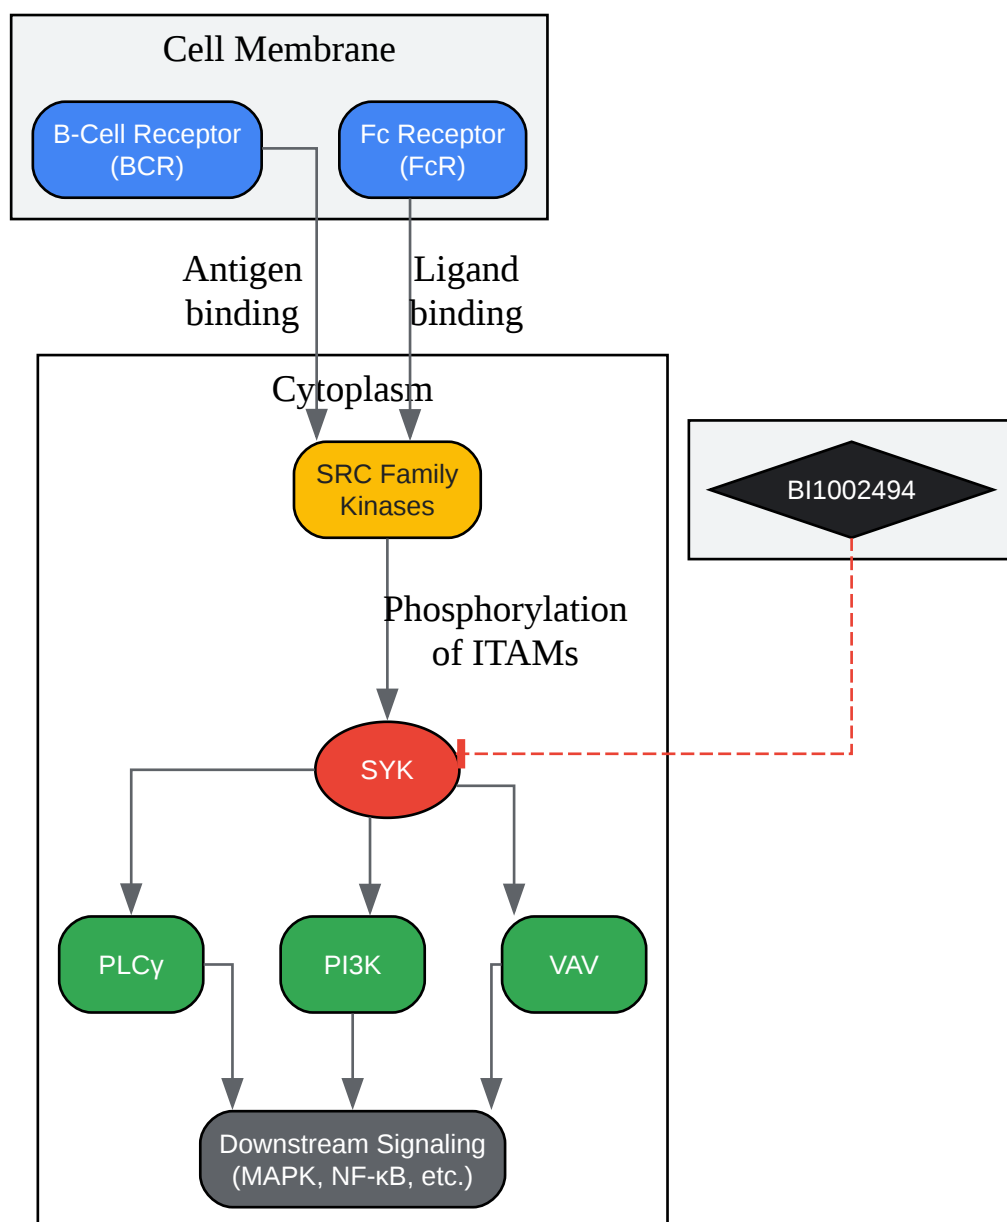 Cell Membrane
B-Cell Receptor
(BCR)
Fc Receptor
(FcR)
Antigen
binding
Ligand
binding
Cytoplasm
SRC Family
Kinases
BI1002494
Phosphorylation
of ITAMs
SYK
PLCγ
PI3K
VAV
Downstream Signaling
(MAPK, NF-κB, etc.)